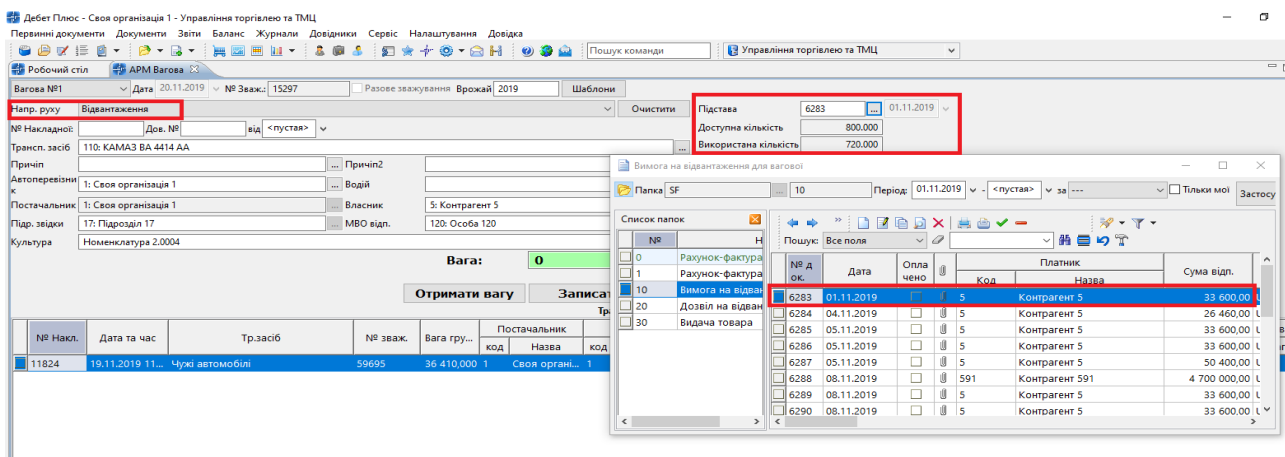 Дебет Плюс - Своя організація 1 - Управління торгівлею та ТМЦ
Первинні документи Документи Звіти Баланс Журнали Довідники Сервіс Налаштування Довідка
Пошук команди Управління торгівлею та ТМЦ
Робочий стіл АРМ Вагова
Вагова №1 Дата 20.11.2019 № Зваж.: 15297 Разове зважування Врожай 2019 Шаблони
Напр. руху Відвантаження Очистити Підстава 6283 ... 01.11.2019
№ Накладної: Дов. № від <пустая> Доступна кількість 800.000
Трансп. засіб 110: КАМАЗ ВА 4414 АА ... Використана кількість 720.000
Причіп ... Причіп2
Автоперевізник 1: Своя організація 1 ... Водій
Постачальник 1: Своя організація 1 ... Власник 5: Контрагент 5
Підр. звідки 17: Підрозділ 17 ... МВО відп. 120: Особа 120
Культура Номенклатура 2.0004
Вага: 0
Отримати вагу Записат
Тр
№ Накл. Дата та час Тр.засіб № зваж. Вага гру... Постачальник
код Назва код
11824 19.11.2019 11... Чужі автомобілі 59695 36 410,000 1 Своя органі... 1
Вимога на відвантаження для вагової
Папка SF ... 10 Період: 01.11.2019 - <пустая> за --- Тільки мої Застосу
Список папок
№ Н
0 Рахунок-фактура
1 Рахунок-фактура
10 Вимога на відван
20 Дозвіл на відван
30 Видача товара
Пошук: Все поля
№ док. Дата Оплачено Платник Сума відп.
Код Назва
6283 01.11.2019 5 Контрагент 5 33 600,00
6284 04.11.2019 5 Контрагент 5 26 460,00
6285 05.11.2019 5 Контрагент 5 33 600,00
6286 05.11.2019 5 Контрагент 5 33 600,00
6287 05.11.2019 5 Контрагент 5 50 400,00
6288 08.11.2019 591 Контрагент 591 4 700 000,00
6289 08.11.2019 5 Контрагент 5 33 600,00
6290 08.11.2019 5 Контрагент 5 33 600,00